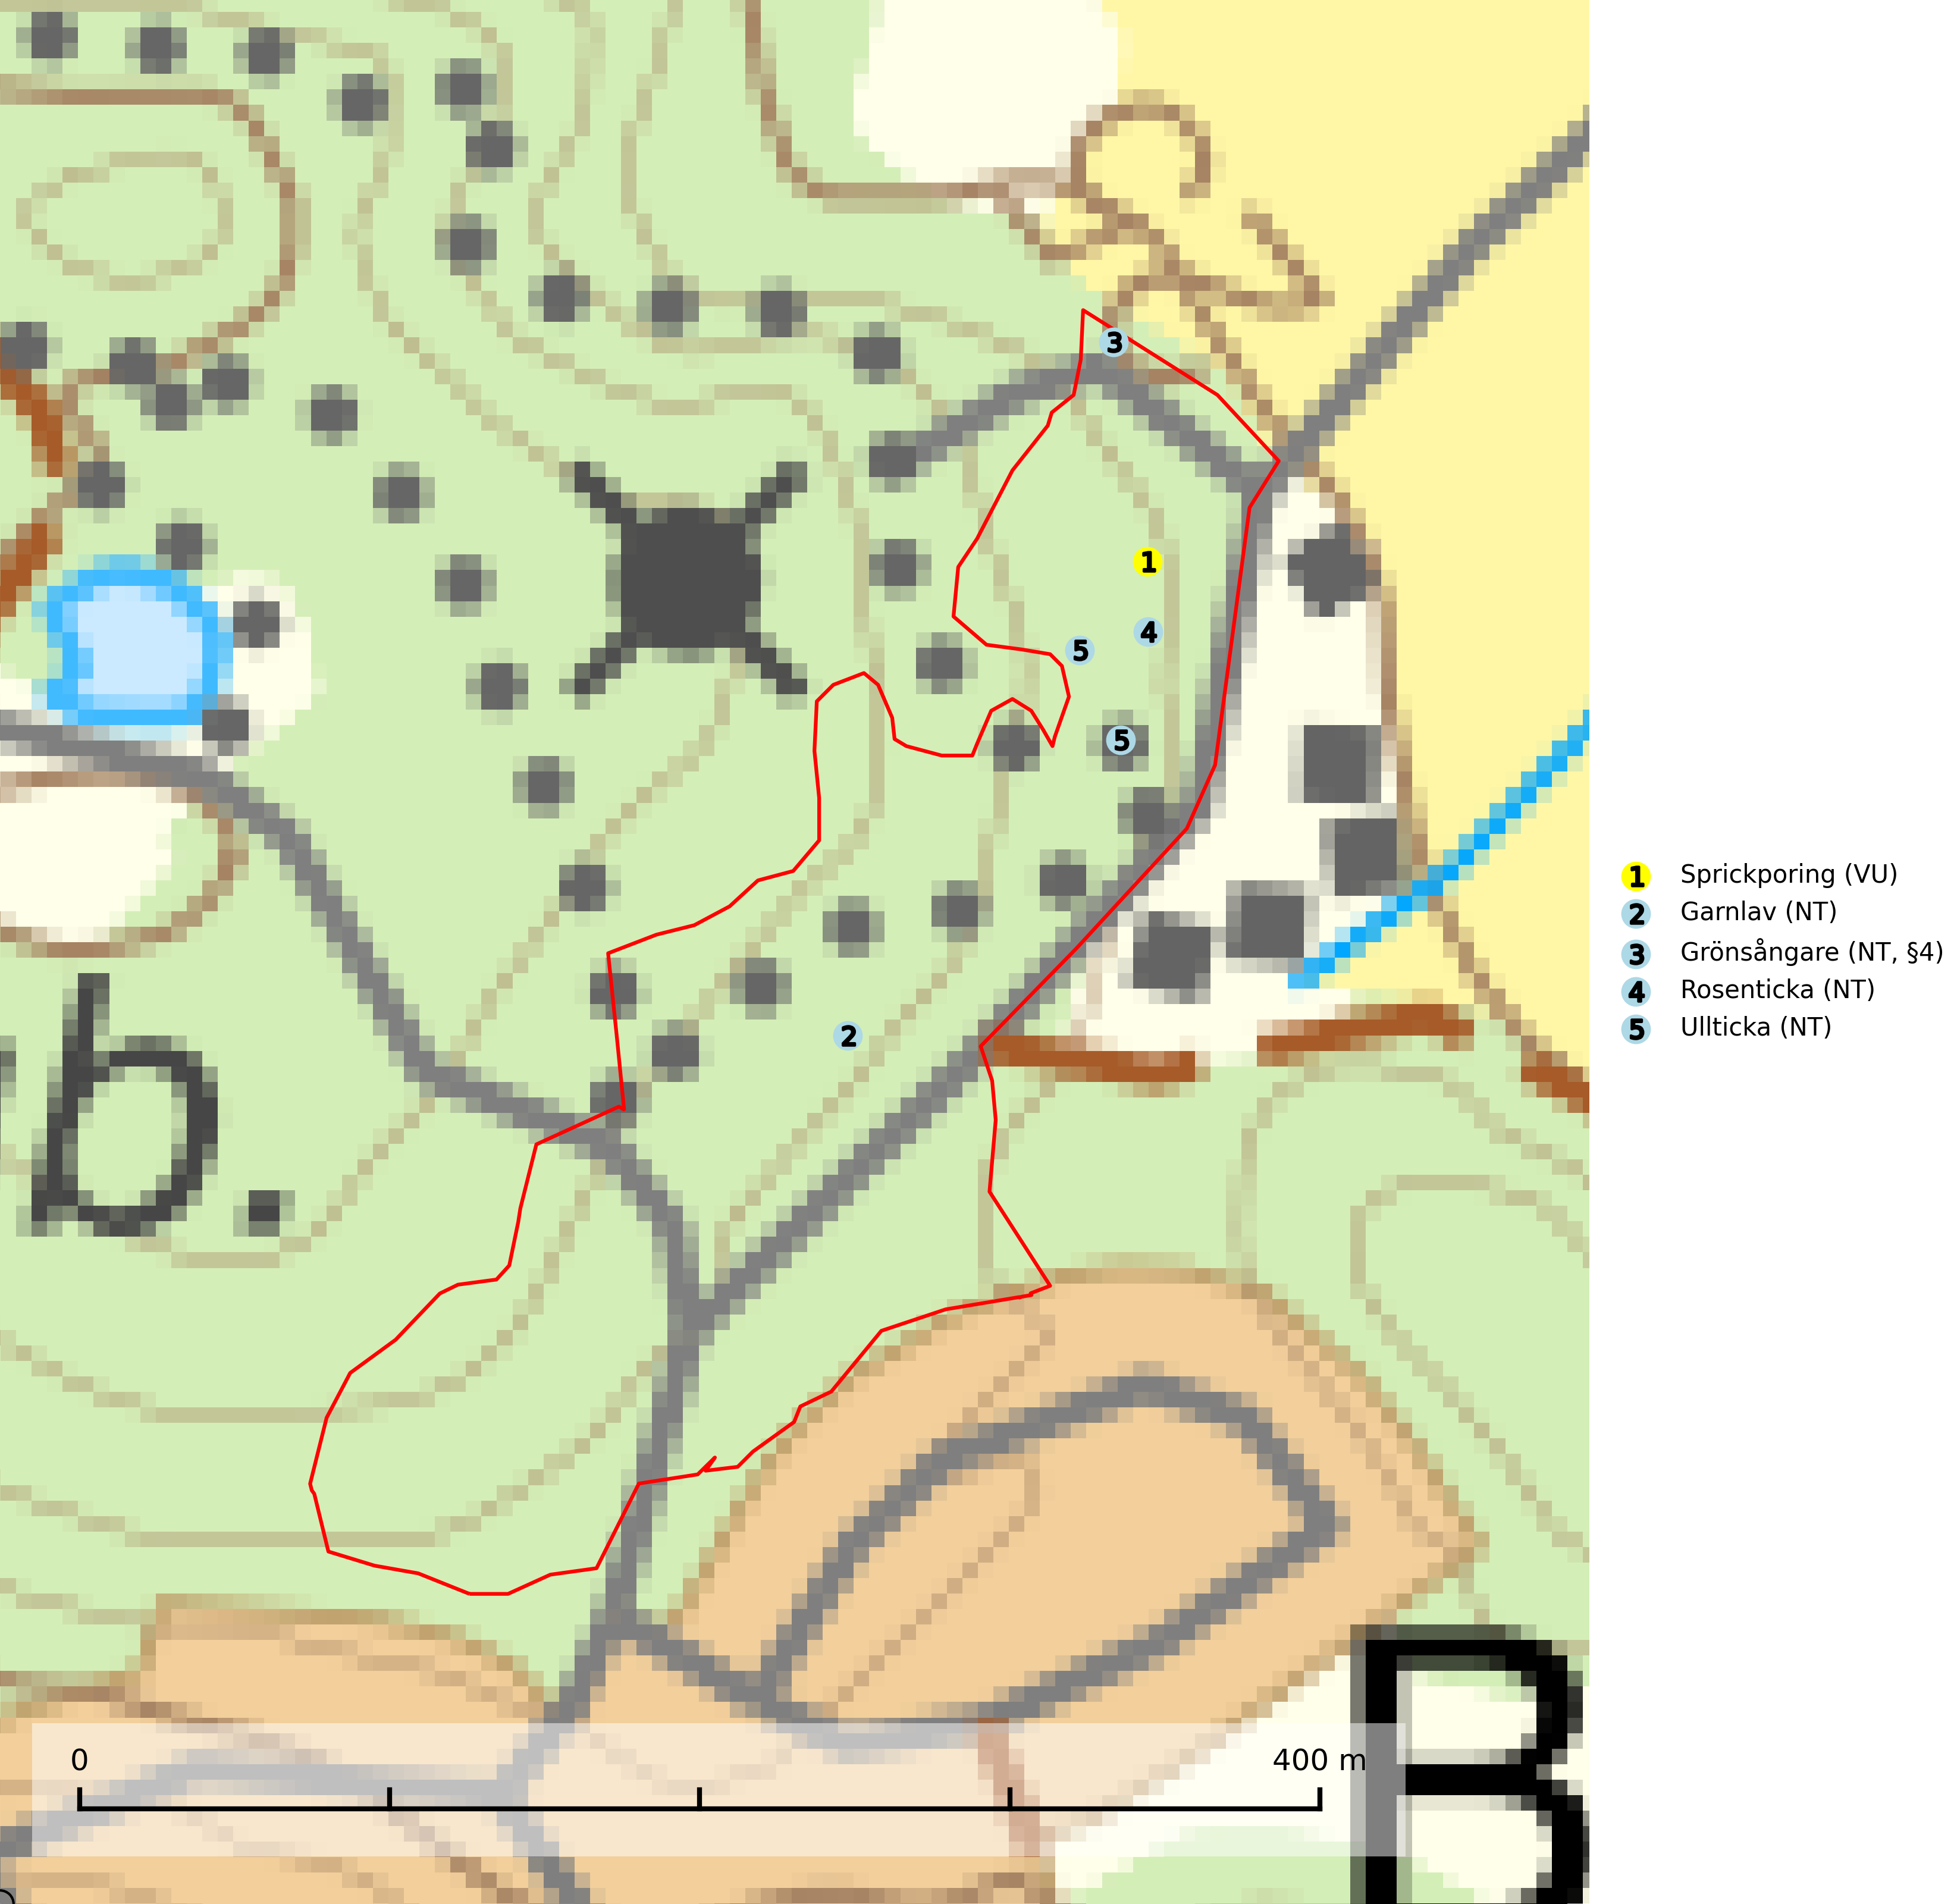 3
1
4
5
5
2
b
1 Sprickporing (VU)
2 Garnlav (NT)
3 Grönsångare (NT, §4)
4 Rosenticka (NT)
5 Ullticka (NT)
0 400 m